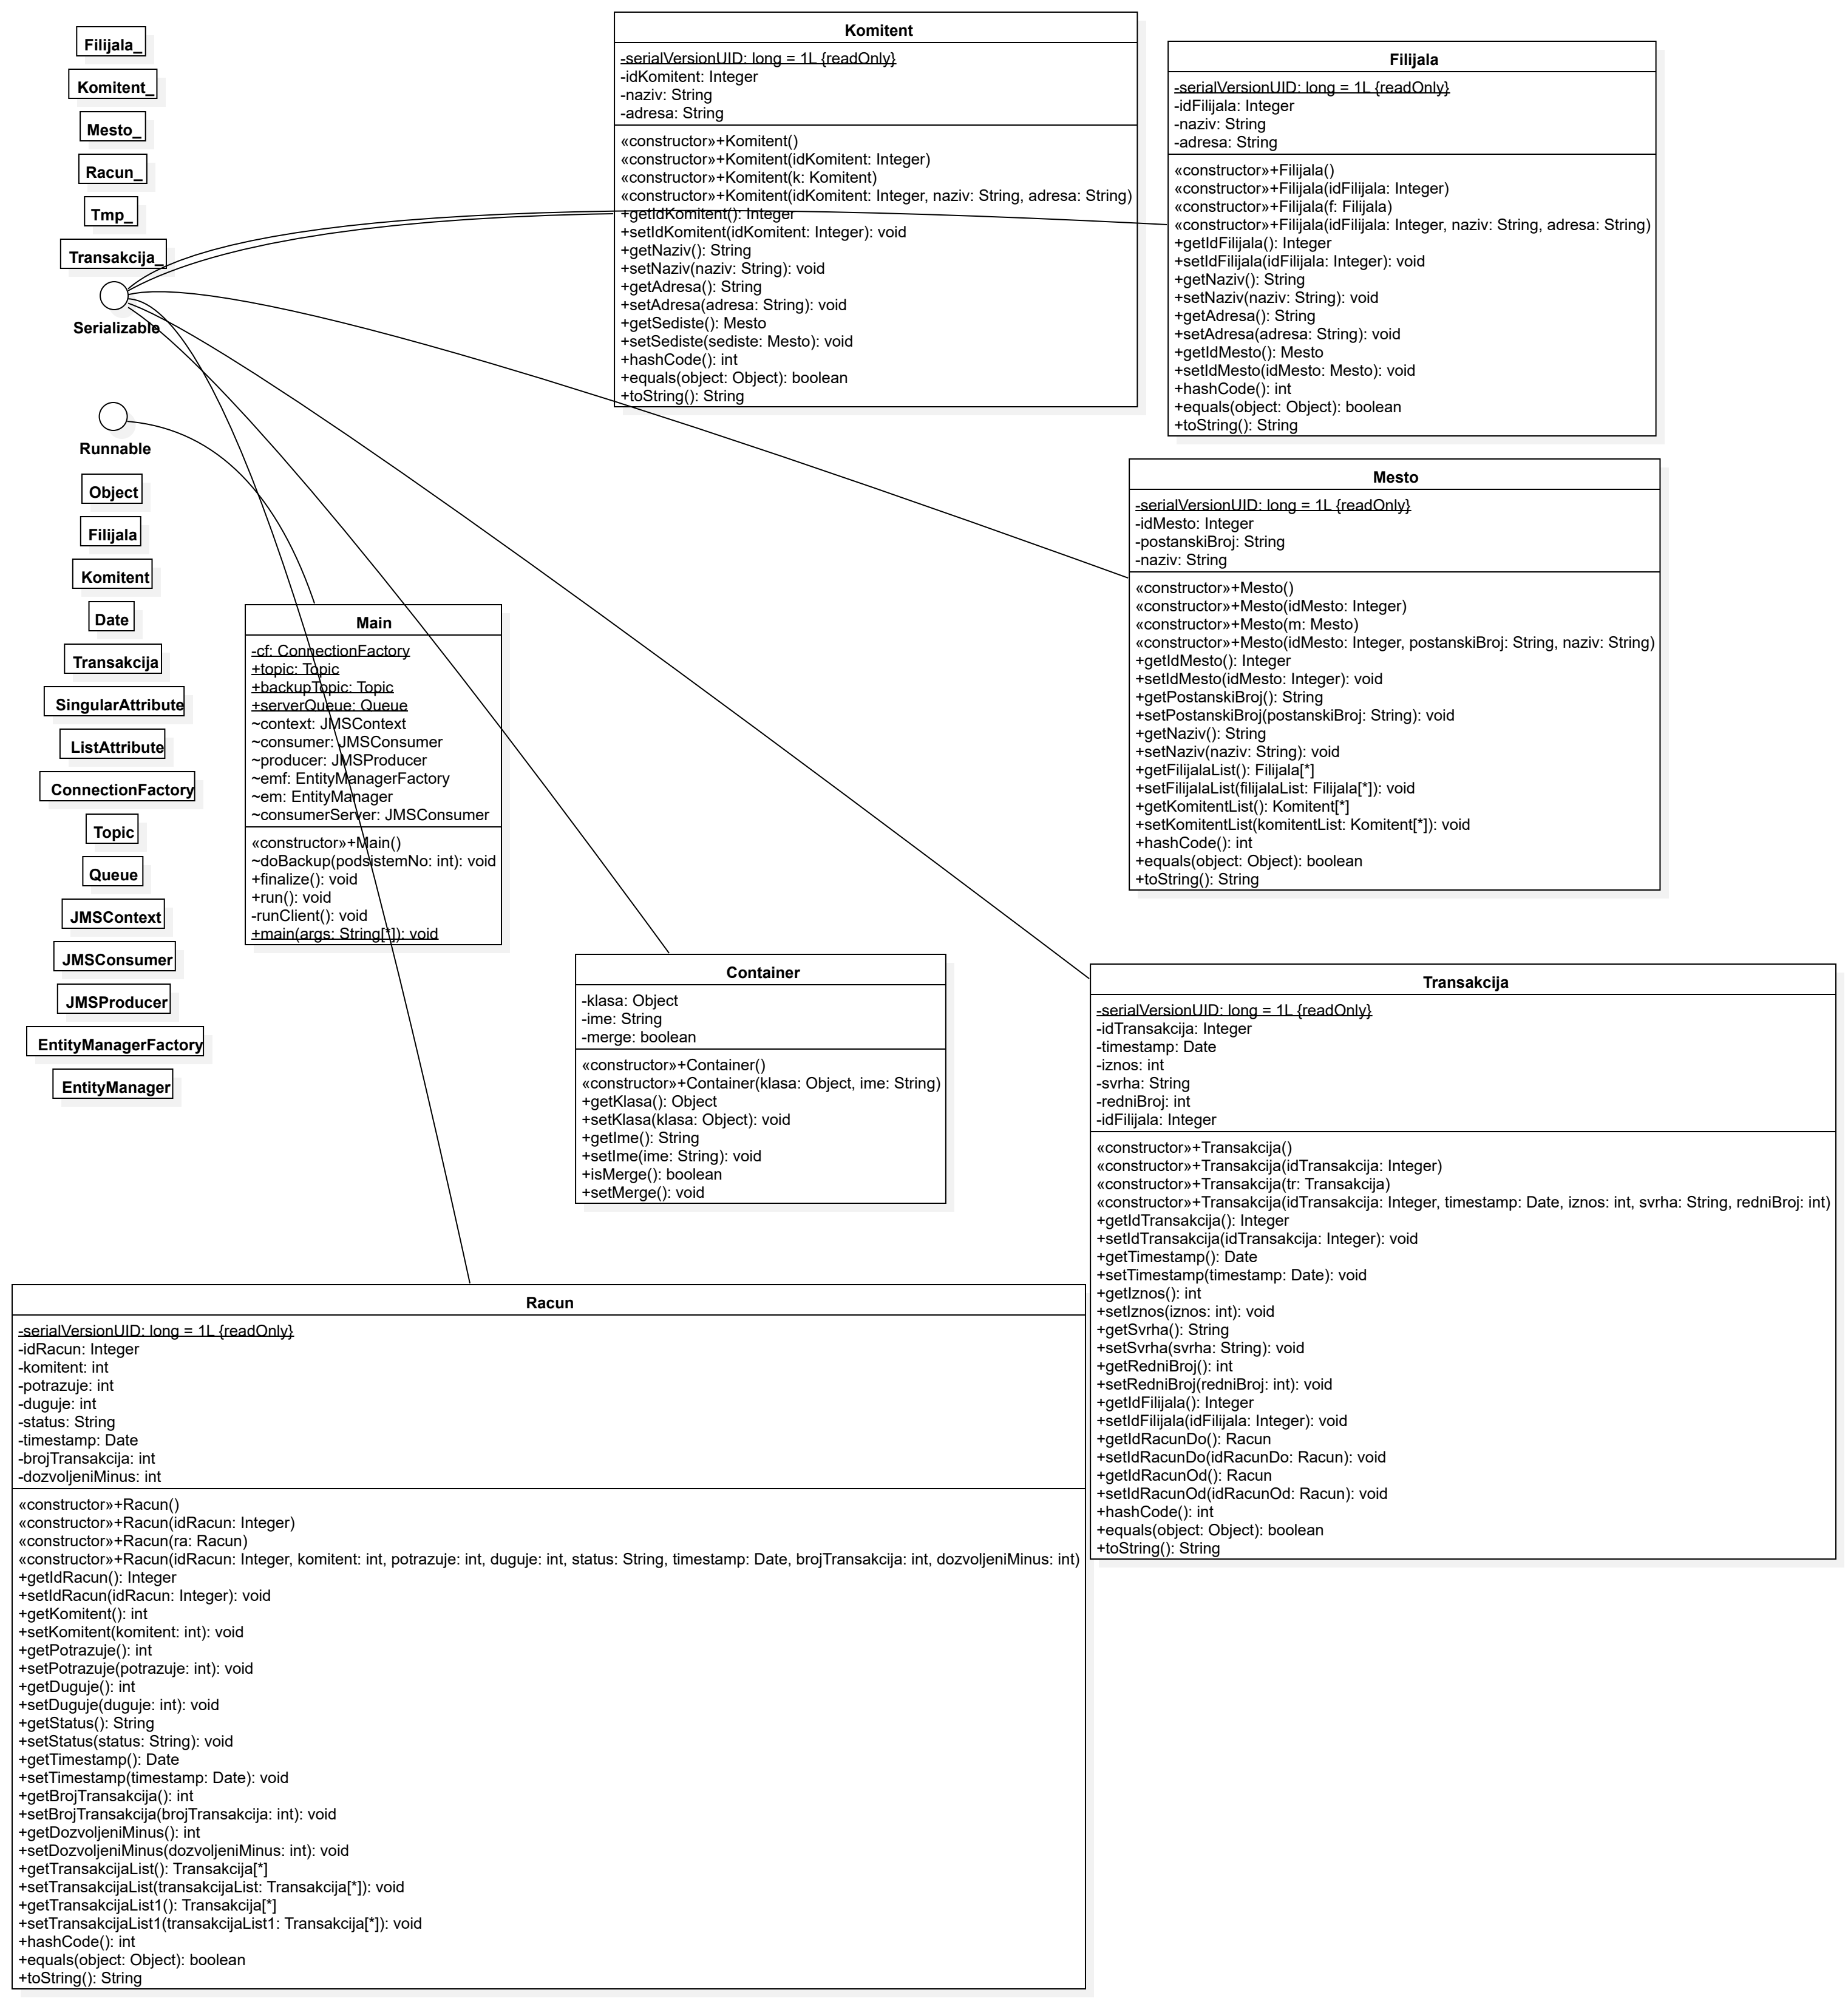 Filijala_
Komitent_
Mesto_
Racun_
Tmp_
Transakcija_
Serializable
Runnable
Object
Filijala
Komitent
Date
Transakcija
SingularAttribute
ListAttribute
ConnectionFactory
Topic
Queue
JMSContext
JMSConsumer
JMSProducer
EntityManagerFactory
EntityManager
Komitent
-serialVersionUID: long = 1L {readOnly}
-idKomitent: Integer
-naziv: String
-adresa: String
«constructor»+Komitent()
«constructor»+Komitent(idKomitent: Integer)
«constructor»+Komitent(k: Komitent)
«constructor»+Komitent(idKomitent: Integer, naziv: String, adresa: String)
+getIdKomitent(): Integer
+setIdKomitent(idKomitent: Integer): void
+getNaziv(): String
+setNaziv(naziv: String): void
+getAdresa(): String
+setAdresa(adresa: String): void
+getSediste(): Mesto
+setSediste(sediste: Mesto): void
+hashCode(): int
+equals(object: Object): boolean
+toString(): String
Filijala
-serialVersionUID: long = 1L {readOnly}
-idFilijala: Integer
-naziv: String
-adresa: String
«constructor»+Filijala()
«constructor»+Filijala(idFilijala: Integer)
«constructor»+Filijala(f: Filijala)
«constructor»+Filijala(idFilijala: Integer, naziv: String, adresa: String)
+getIdFilijala(): Integer
+setIdFilijala(idFilijala: Integer): void
+getNaziv(): String
+setNaziv(naziv: String): void
+getAdresa(): String
+setAdresa(adresa: String): void
+getIdMesto(): Mesto
+setIdMesto(idMesto: Mesto): void
+hashCode(): int
+equals(object: Object): boolean
+toString(): String
Mesto
-serialVersionUID: long = 1L {readOnly}
-idMesto: Integer
-postanskiBroj: String
-naziv: String
«constructor»+Mesto()
«constructor»+Mesto(idMesto: Integer)
«constructor»+Mesto(m: Mesto)
«constructor»+Mesto(idMesto: Integer, postanskiBroj: String, naziv: String)
+getIdMesto(): Integer
+setIdMesto(idMesto: Integer): void
+getPostanskiBroj(): String
+setPostanskiBroj(postanskiBroj: String): void
+getNaziv(): String
+setNaziv(naziv: String): void
+getFilijalaList(): Filijala[*]
+setFilijalaList(filijalaList: Filijala[*]): void
+getKomitentList(): Komitent[*]
+setKomitentList(komitentList: Komitent[*]): void
+hashCode(): int
+equals(object: Object): boolean
+toString(): String
Main
-cf: ConnectionFactory
+topic: Topic
+backupTopic: Topic
+serverQueue: Queue
~context: JMSContext
~consumer: JMSConsumer
~producer: JMSProducer
~emf: EntityManagerFactory
~em: EntityManager
~consumerServer: JMSConsumer
«constructor»+Main()
~doBackup(podsistemNo: int): void
+finalize(): void
+run(): void
-runClient(): void
+main(args: String[*]): void
Container
-klasa: Object
-ime: String
-merge: boolean
«constructor»+Container()
«constructor»+Container(klasa: Object, ime: String)
+getKlasa(): Object
+setKlasa(klasa: Object): void
+getIme(): String
+setIme(ime: String): void
+isMerge(): boolean
+setMerge(): void
Transakcija
-serialVersionUID: long = 1L {readOnly}
-idTransakcija: Integer
-timestamp: Date
-iznos: int
-svrha: String
-redniBroj: int
-idFilijala: Integer
«constructor»+Transakcija()
«constructor»+Transakcija(idTransakcija: Integer)
«constructor»+Transakcija(tr: Transakcija)
«constructor»+Transakcija(idTransakcija: Integer, timestamp: Date, iznos: int, svrha: String, redniBroj: int)
+getIdTransakcija(): Integer
+setIdTransakcija(idTransakcija: Integer): void
+getTimestamp(): Date
+setTimestamp(timestamp: Date): void
+getIznos(): int
+setIznos(iznos: int): void
+getSvrha(): String
+setSvrha(svrha: String): void
+getRedniBroj(): int
+setRedniBroj(redniBroj: int): void
+getIdFilijala(): Integer
+setIdFilijala(idFilijala: Integer): void
+getIdRacunDo(): Racun
+setIdRacunDo(idRacunDo: Racun): void
+getIdRacunOd(): Racun
+setIdRacunOd(idRacunOd: Racun): void
+hashCode(): int
+equals(object: Object): boolean
+toString(): String
Racun
-serialVersionUID: long = 1L {readOnly}
-idRacun: Integer
-komitent: int
-potrazuje: int
-duguje: int
-status: String
-timestamp: Date
-brojTransakcija: int
-dozvoljeniMinus: int
«constructor»+Racun()
«constructor»+Racun(idRacun: Integer)
«constructor»+Racun(ra: Racun)
«constructor»+Racun(idRacun: Integer, komitent: int, potrazuje: int, duguje: int, status: String, timestamp: Date, brojTransakcija: int, dozvoljeniMinus: int)
+getIdRacun(): Integer
+setIdRacun(idRacun: Integer): void
+getKomitent(): int
+setKomitent(komitent: int): void
+getPotrazuje(): int
+setPotrazuje(potrazuje: int): void
+getDuguje(): int
+setDuguje(duguje: int): void
+getStatus(): String
+setStatus(status: String): void
+getTimestamp(): Date
+setTimestamp(timestamp: Date): void
+getBrojTransakcija(): int
+setBrojTransakcija(brojTransakcija: int): void
+getDozvoljeniMinus(): int
+setDozvoljeniMinus(dozvoljeniMinus: int): void
+getTransakcijaList(): Transakcija[*]
+setTransakcijaList(transakcijaList: Transakcija[*]): void
+getTransakcijaList1(): Transakcija[*]
+setTransakcijaList1(transakcijaList1: Transakcija[*]): void
+hashCode(): int
+equals(object: Object): boolean
+toString(): String